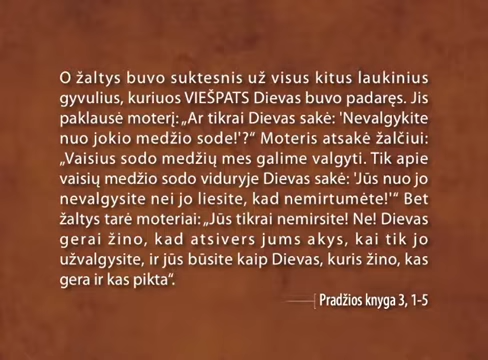 O žaltys buvo suktesnis už visus kitus laukinius
gyvulius, kuriuos VIEŠPATS Dievas buvo padaręs. Jis
paklausė moterį: „Ar tikrai Dievas sakė: 'Nevalgykite
nuo jokio medžio sode!'?“ Moteris atsakė žalčiui:
„Vaisius sodo medžių mes galime valgyti. Tik apie
vaisių medžio sodo viduryje Dievas sakė: 'Jūs nuo jo
nevalgysite nei jo liesite, kad nemirtumėte!'“ Bet
žaltys tarė moteriai: „Jūs tikrai nemirsite! Ne! Dievas
gerai žino, kad atsivers jums akys, kai tik jo
užvalgysite, ir jūs būsite kaip Dievas, kuris žino, kas
gera ir kas pikta“.
Pradžios knyga 3, 1-5